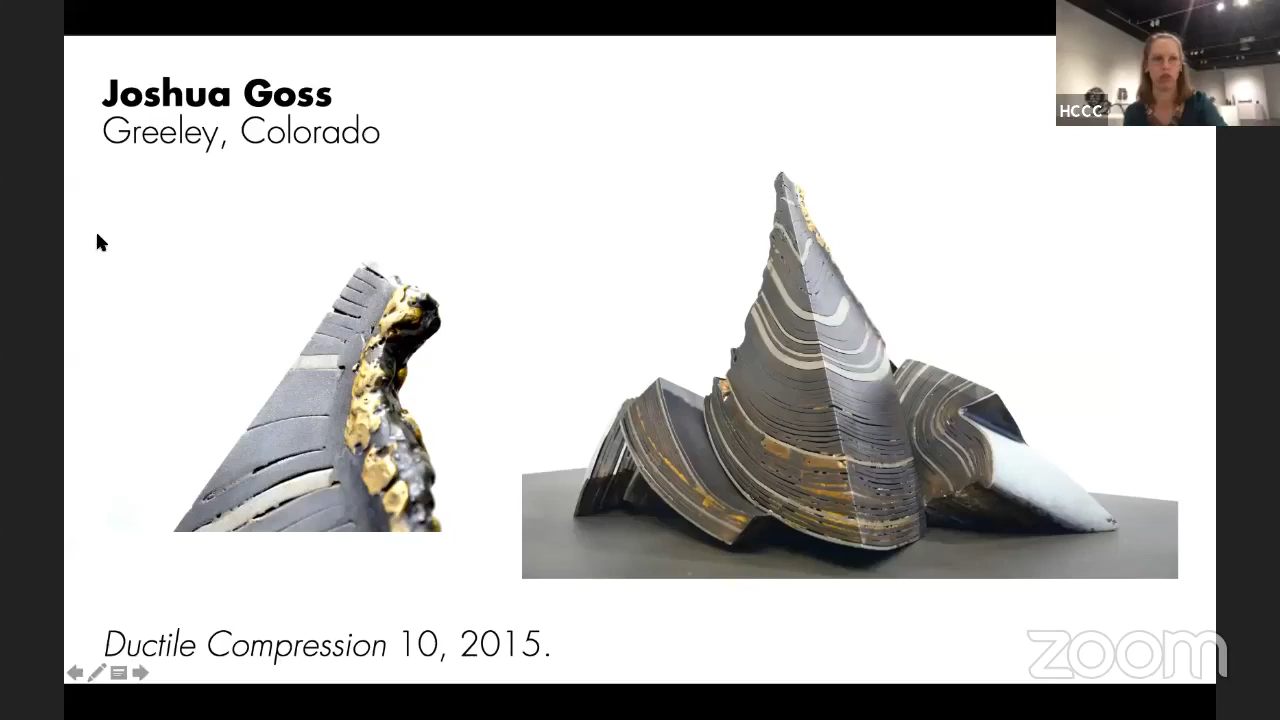 Joshua Goss
Greeley, Colorado
HCCC
Ductile Compression 10, 2015.
zoom